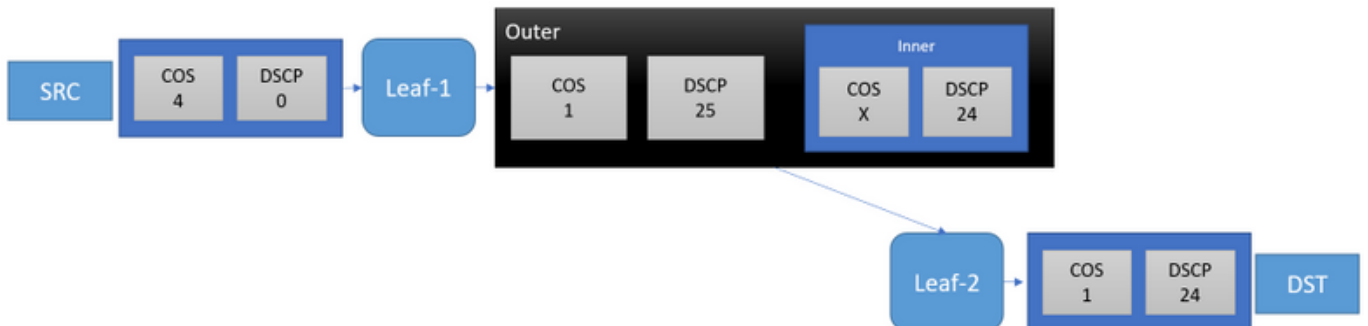 SRC
COS
4
DSCP
0
Leaf-1
Outer
COS
1
DSCP
25
Inner
COS
X
DSCP
24
Leaf-2
COS
1
DSCP
24
DST